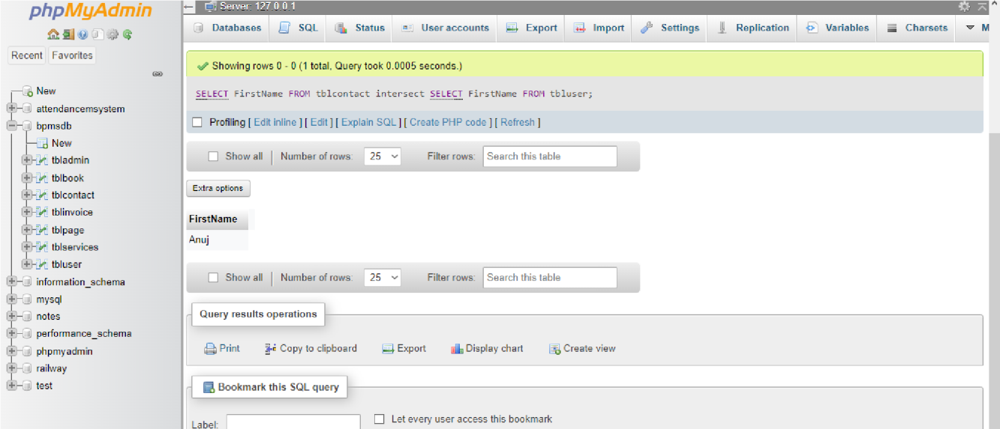 phpMyAdmin
Recent Favorites
New
attendancemsystem
bpmsdb
New
tbladmin
tblbook
tblcontact
tblinvoice
tblpage
tblservices
tbluser
information_schema
mysql
notes
performance_schema
phpmyadmin
railway
test
Server: 127.0.0.1
Databases SQL Status User accounts Export Import Settings Replication Variables Charsets M
Showing rows 0 - 0 (1 total, Query took 0.0005 seconds.)
SELECT FirstName FROM tblcontact intersect SELECT FirstName FROM tbluser;
Profiling [ Edit inline ] [ Edit ] [ Explain SQL ] [ Create PHP code ] [ Refresh ]
Show all Number of rows: 25 Filter rows: Search this table
Extra options
FirstName
Anuj
Show all Number of rows: 25 Filter rows: Search this table
Query results operations
Print Copy to clipboard Export Display chart Create view
Bookmark this SQL query
Label: Let every user access this bookmark